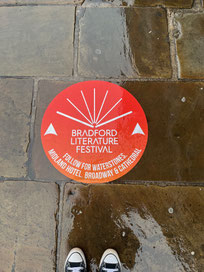 BRADFORD
LITERATURE
FESTIVAL
FOLLOW FOR WATERSTONES
MIDLAND HOTEL, BROADWAY & CATHEDRAL